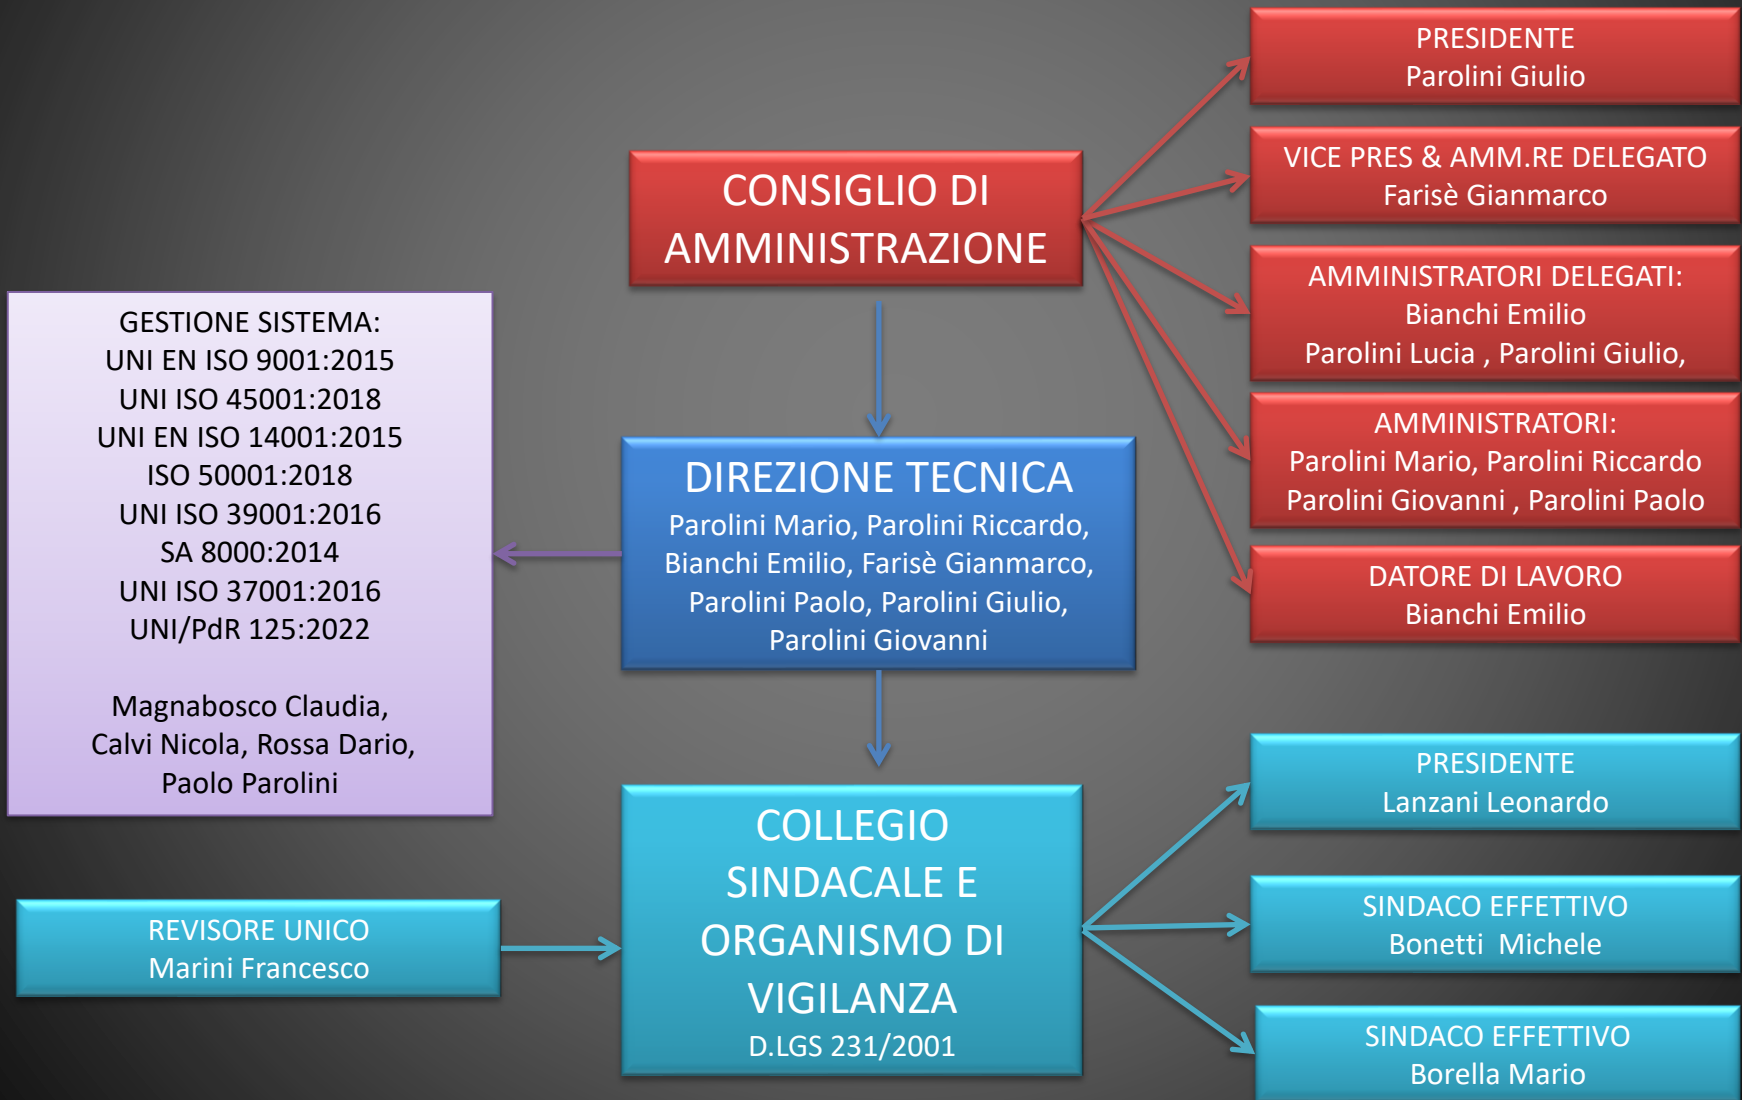 CONSIGLIO DI
AMMINISTRAZIONE
PRESIDENTE
Parolini Giulio
VICE PRES & AMM.RE DELEGATO
Farisè Gianmarco
AMMINISTRATORI DELEGATI:
Bianchi Emilio
Parolini Lucia , Parolini Giulio,
AMMINISTRATORI:
Parolini Mario, Parolini Riccardo
Parolini Giovanni , Parolini Paolo
DATORE DI LAVORO
Bianchi Emilio
DIREZIONE TECNICA
Parolini Mario, Parolini Riccardo,
Bianchi Emilio, Farisè Gianmarco,
Parolini Paolo, Parolini Giulio,
Parolini Giovanni
GESTIONE SISTEMA:
UNI EN ISO 9001:2015
UNI ISO 45001:2018
UNI EN ISO 14001:2015
ISO 50001:2018
UNI ISO 39001:2016
SA 8000:2014
UNI ISO 37001:2016
UNI/PdR 125:2022
Magnabosco Claudia,
Calvi Nicola, Rossa Dario,
Paolo Parolini
REVISORE UNICO
Marini Francesco
COLLEGIO
SINDACALE E
ORGANISMO DI
VIGILANZA
D.LGS 231/2001
PRESIDENTE
Lanzani Leonardo
SINDACO EFFETTIVO
Bonetti  Michele
SINDACO EFFETTIVO
Borella Mario